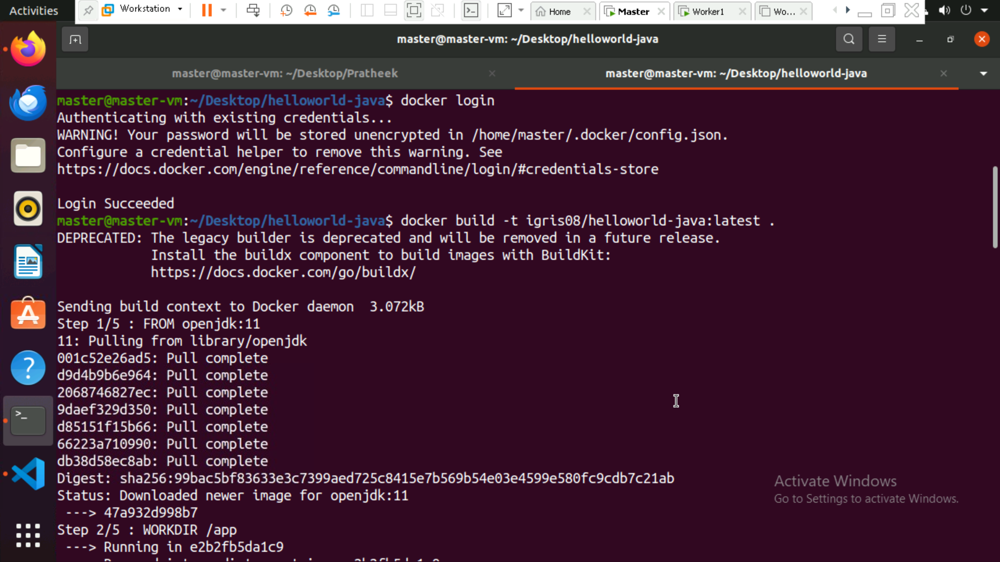 Activities
Workstation
Home
Master
Worker1
Wo...
master@master-vm: ~/Desktop/helloworld-java
master@master-vm: ~/Desktop/Pratheek
master@master-vm: ~/Desktop/helloworld-java
master@master-vm:~/Desktop/helloworld-java$ docker login
Authenticating with existing credentials...
WARNING! Your password will be stored unencrypted in /home/master/.docker/config.json.
Configure a credential helper to remove this warning. See
https://docs.docker.com/engine/reference/commandline/login/#credentials-store
Login Succeeded
master@master-vm:~/Desktop/helloworld-java$ docker build -t igris08/helloworld-java:latest .
DEPRECATED: The legacy builder is deprecated and will be removed in a future release.
Install the buildx component to build images with BuildKit:
https://docs.docker.com/go/buildx/
Sending build context to Docker daemon  3.072kB
Step 1/5 : FROM openjdk:11
11: Pulling from library/openjdk
001c52e26ad5: Pull complete
d9d4b9b6e964: Pull complete
2068746827ec: Pull complete
9daef329d350: Pull complete
d85151f15b66: Pull complete
66223a710990: Pull complete
db38d58ec8ab: Pull complete
Digest: sha256:99bac5bf83633e3c7399aed725c8415e7b569b54e03e4599e580fc9cdb7c21ab
Status: Downloaded newer image for openjdk:11
---> 47a932d998b7
Step 2/5 : WORKDIR /app
---> Running in e2b2fb5da1c9
Activate Windows
Go to Settings to activate Windows.